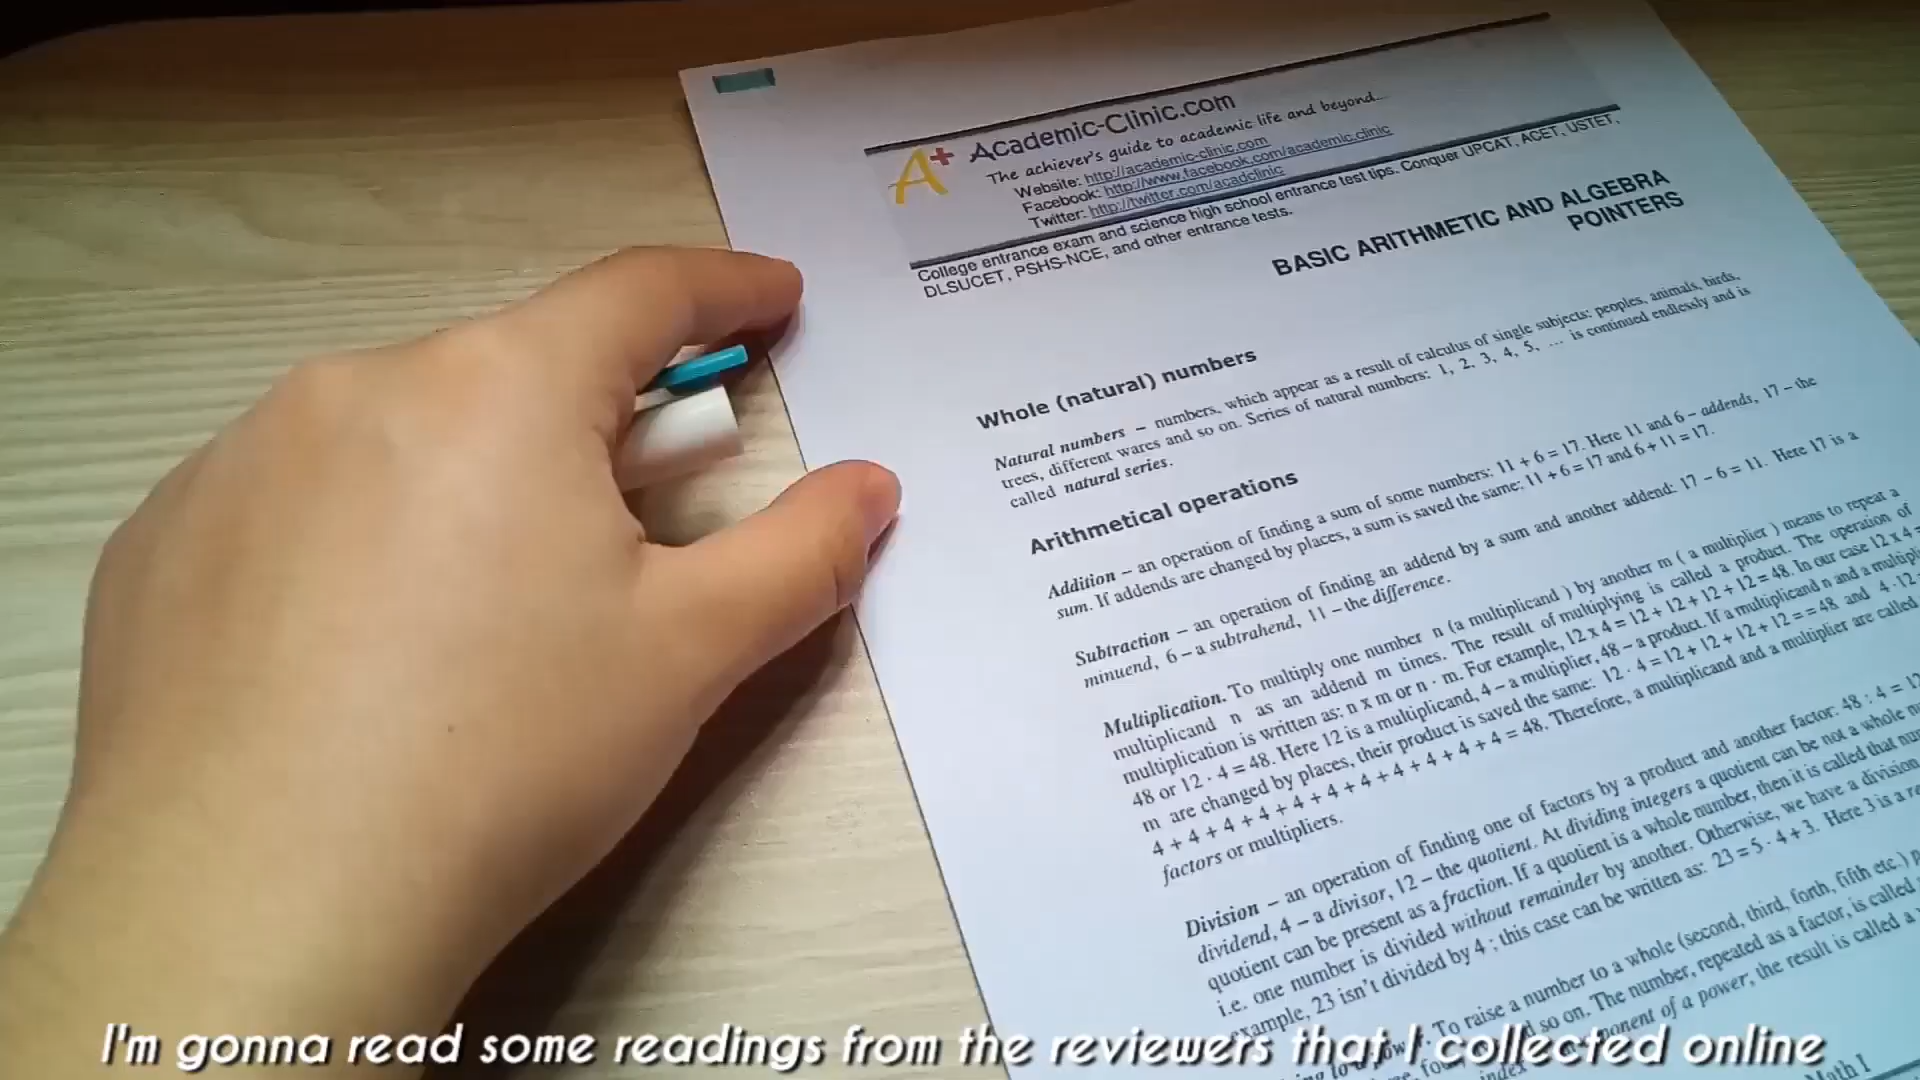 Academic-Clinic.com
The achiever's guide to academic life and beyond...
Website: http://academic-clinic.com
Facebook: http://www.facebook.com/academic.clinic
Twitter: http://twitter.com/acadclinic
College entrance exam and science high school entrance test tips. Conquer UPCAT, ACET, USTET,
DLSUCET, PSHS-NCE, and other entrance tests.
BASIC ARITHMETIC AND ALGEBRA
POINTERS
Whole (natural) numbers
Natural numbers – numbers, which appear as a result of calculus of single subjects: peoples, animals, birds,
trees, different wares and so on. Series of natural numbers: 1, 2, 3, 4, 5, ... is continued endlessly and is
called natural series.
Arithmetical operations
Addition – an operation of finding a sum of some numbers: 11 + 6 = 17. Here 11 and 6 – addends, 17 – the
sum. If addends are changed by places, a sum is saved the same: 11 + 6 = 17 and 6 + 11 = 17.
Subtraction – an operation of finding an addend by a sum and another addend: 17 – 6 = 11. Here 17 is a
minuend, 6 – a subtrahend, 11 – the difference.
Multiplication. To multiply one number n (a multiplicand ) by another m ( a multiplier ) means to repeat a
multiplicand n as an addend m times. The result of multiplying is called a product. The operation of
multiplication is written as: n x m or n · m. For example, 12 x 4 = 12 + 12 + 12 + 12 = 48. In our case 12 x 4 =
48 or 12 · 4 = 48. Here 12 is a multiplicand, 4 – a multiplier, 48 – a product. If a multiplicand n and a
m are changed by places, their product is saved the same: 12 · 4 = 12 + 12 + 12 + 12 = = 48 and 4 · 12
4 + 4 + 4 + 4 + 4 + 4 + 4 + 4 + 4 + 4 = 48. Therefore, a multiplicand and a multiplier are called
factors or multipliers.
Division – an operation of finding one of factors by a product and another factor: 48 : 4 = 12
dividend, 4 – a divisor, 12 – the quotient. At dividing integers a quotient can be not a whole
quotient can be present as a fraction. If a quotient is a whole number, then it is called that
i.e. one number is divided without remainder by another. Otherwise, we have a division
example, 23 isn't divided by 4 ; this case can be written as: 23 = 5 · 4 + 3. Here 3 is a
To raise a number to a whole (second, third, forth, fifth etc.)
so on. The number, repeated as a factor, is called
of a power; the result is called a
index
I'm gonna read some readings from the reviewers that I collected online